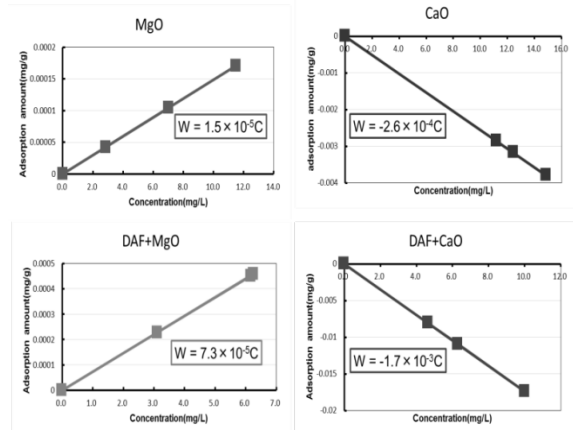 MgO
Adsorption amount(mg/g)
0.0002
0.00015
0.0001
0.00005
0
W = 1.5 × 10⁻⁵C
0.0 2.0 4.0 6.0 8.0 10.0 12.0 14.0
Concentration(mg/L)
CaO
adsorption amount(mg/g)
0
-0.001
-0.002
-0.003
-0.004
0.0 2.0 4.0 6.0 8.0 10.0 12.0 14.0 16.0
W = -2.6 × 10⁻⁴C
Concentration(mg/L)
DAF+MgO
Adsorption amount(mg/g)
0.0005
0.0004
0.0003
0.0002
0.0001
0
W = 7.3 × 10⁻⁵C
0.0 1.0 2.0 3.0 4.0 5.0 6.0 7.0
Concentration(mg/L)
DAF+CaO
Adsorption amount(mg/g)
0
-0.005
-0.01
-0.015
-0.02
0.0 2.0 4.0 6.0 8.0 10.0 12.0
W = -1.7 × 10⁻³C
Concentration(mg/L)